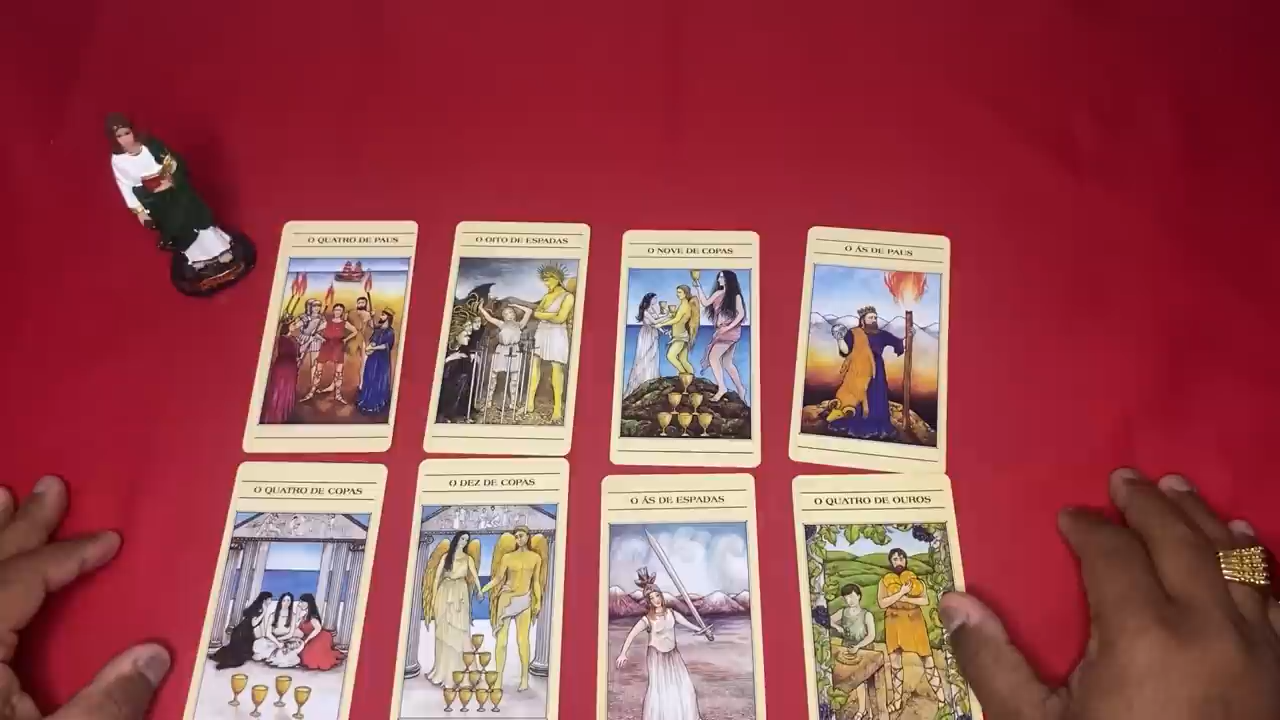 O QUATRO DE PAUS
O OITO DE ESPADAS
O NOVE DE COPAS
O ÁS DE PAUS
O QUATRO DE COPAS
O DEZ DE COPAS
O ÁS DE ESPADAS
O QUATRO DE OUROS